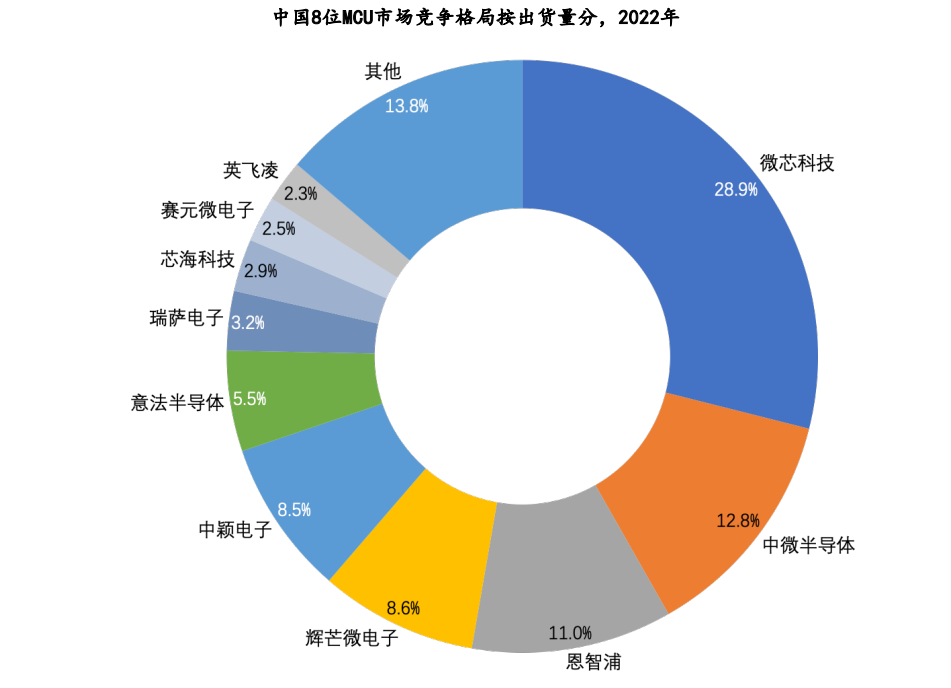 中国8位MCU市场竞争格局按出货量分，2022年
其他
13.8%
微芯科技
28.9%
英飞凌
2.3%
赛元微电子
2.5%
芯海科技
2.9%
瑞萨电子
3.2%
意法半导体
5.5%
中颖电子
8.5%
辉芒微电子
8.6%
恩智浦
11.0%
中微半导体
12.8%